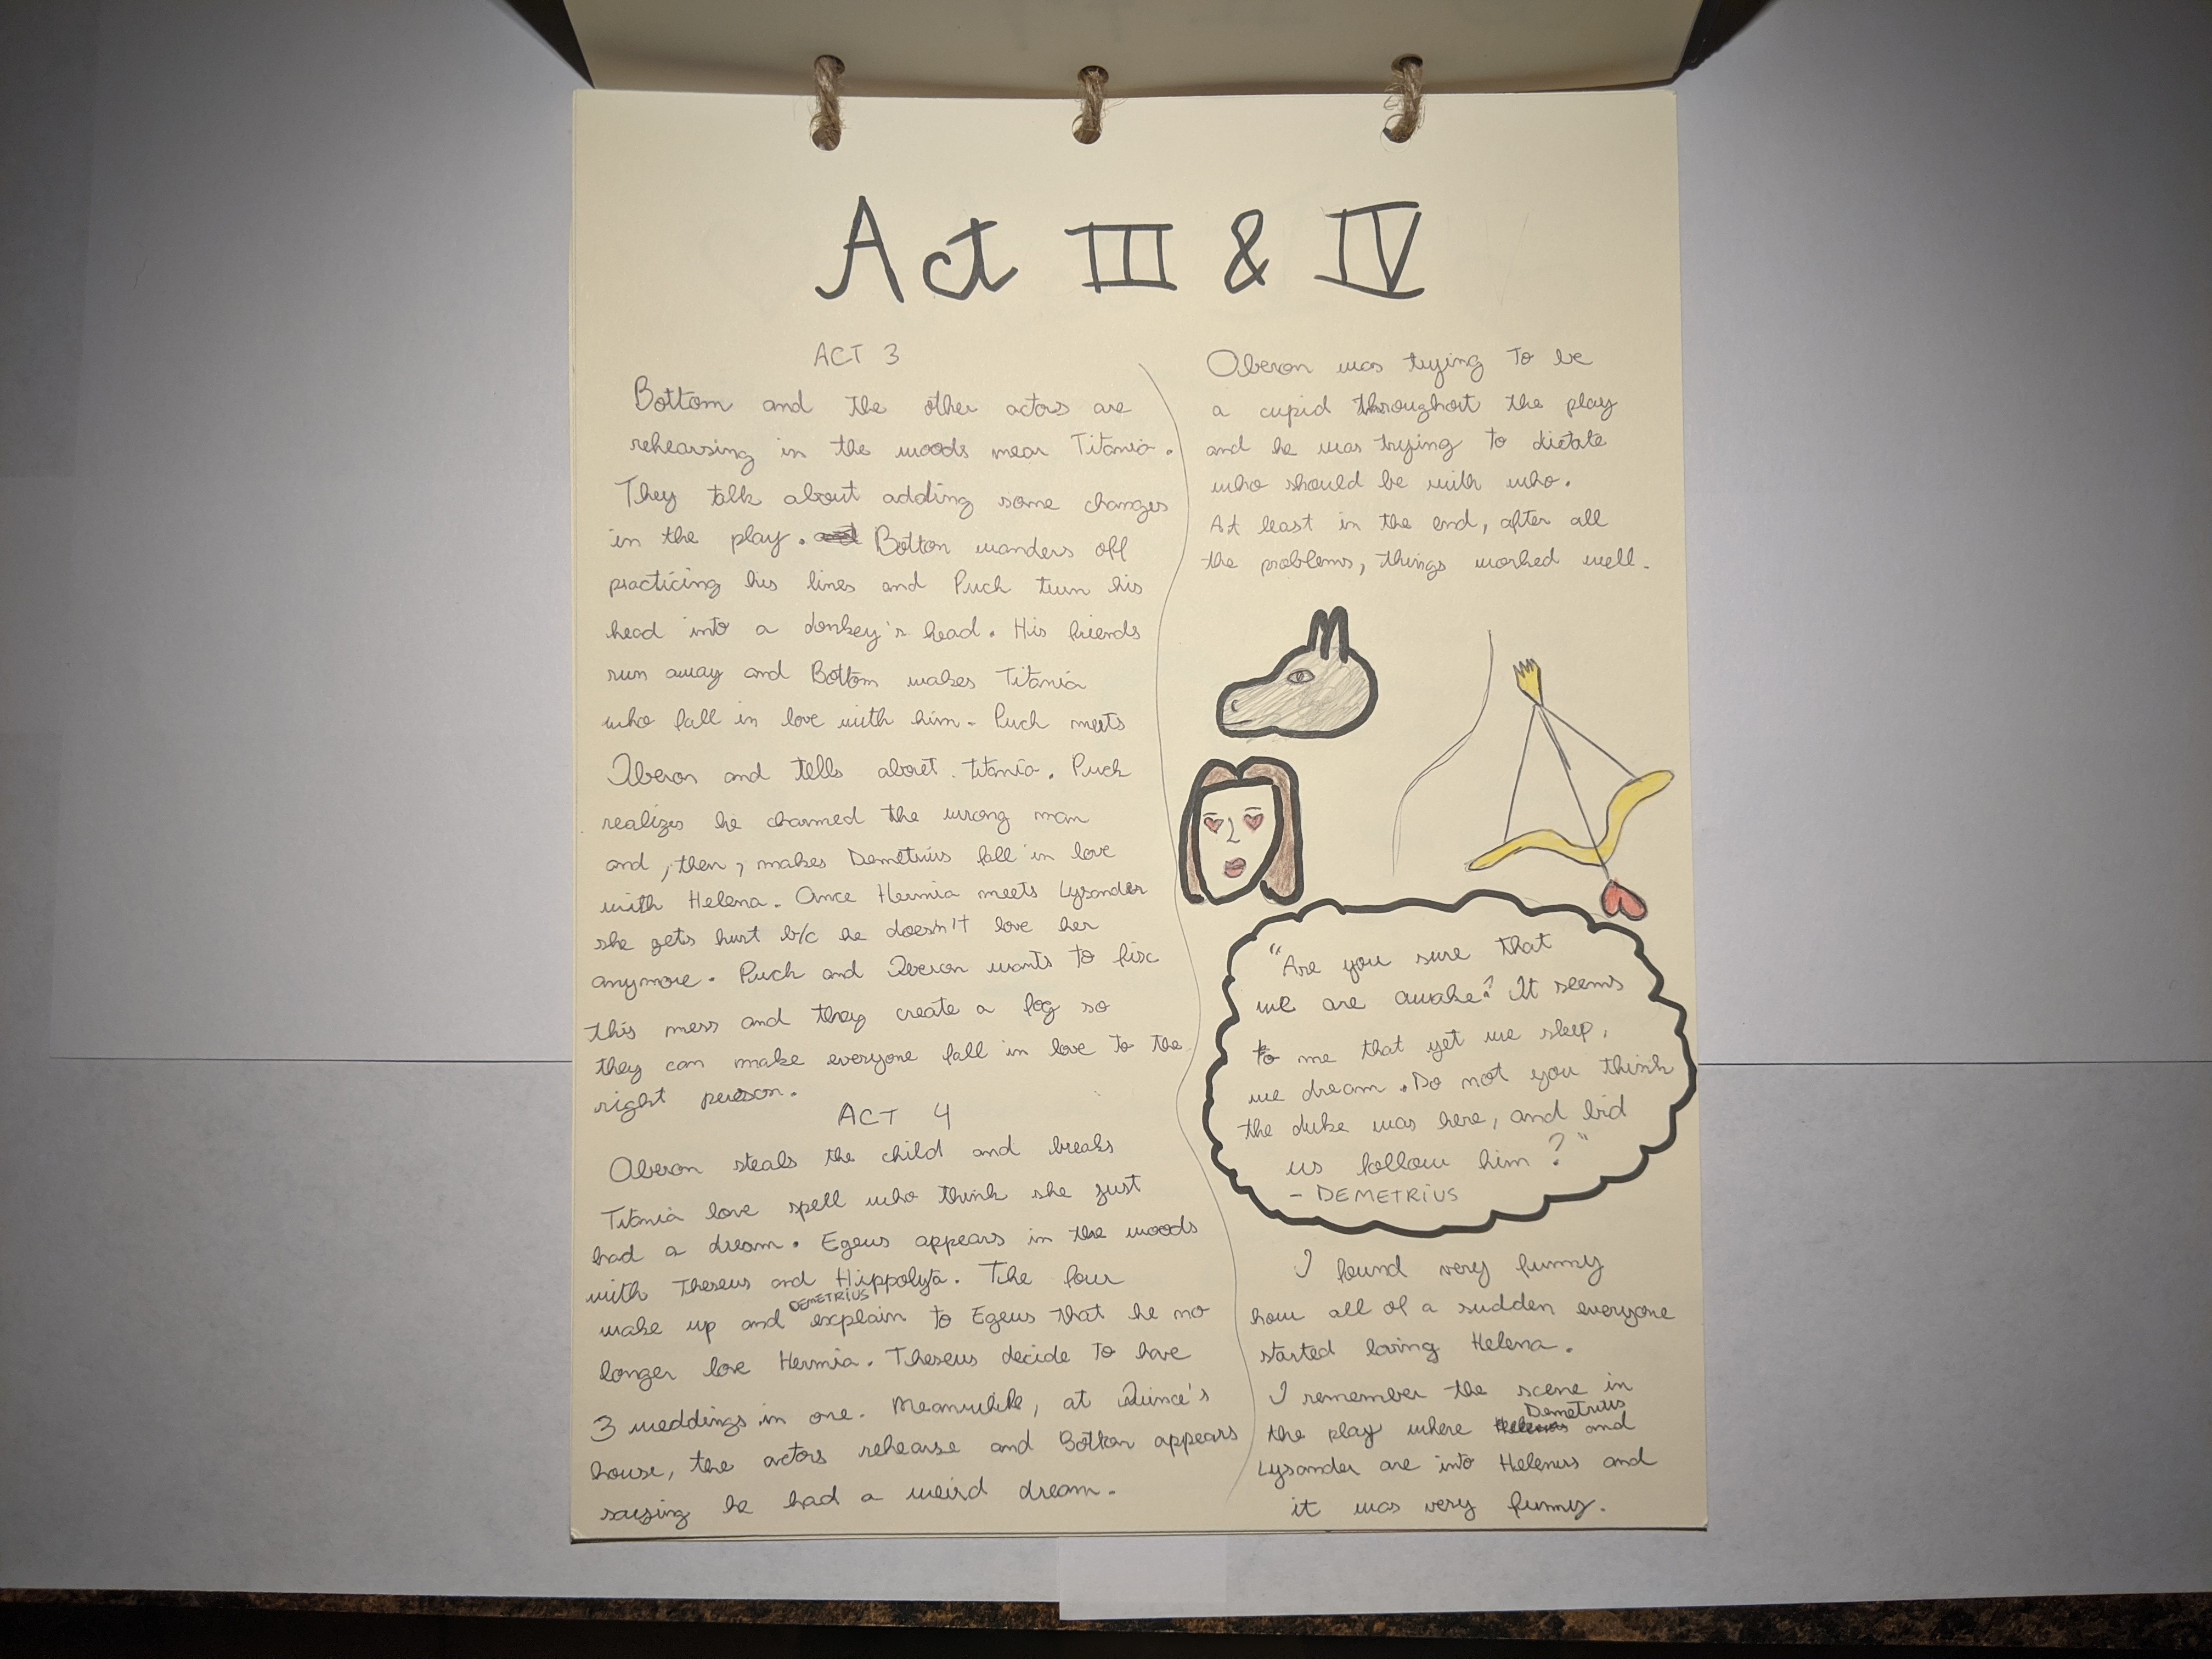 Act III & IV
ACT 3
Bottom and the other actors are
rehearsing in the woods near Titania.
They talk about adding some changes
in the play. Botton wanders off
practicing his lines and Puck turn his
head into a donkey's head. His friends
run away and Bottom wakes Titania
who fall in love with him. Puck meets
Oberon and tells about Titania. Puck
realizes he charmed the wrong man
and, then, makes Demetrius fall in love
with Helena. Once Hermia meets Lysander
she gets hurt b/c he doesn't love her
anymore. Puck and Oberon wants to fix
this mess and they create a fog so
they can make everyone fall in love to the
right person.
ACT 4
Oberon steals the child and breaks
Titania love spell who think she just
had a dream. Egeus appears in the woods
with Theseus and Hippolyta. The four
wake up and DEMETRIUS explain to Egeus that he no
longer love Hermia. Theseus decide to have
3 weddings in one. Meanwhile, at Quince's
house, the actors rehearse and Botton appears
saying he had a weird dream.
Oberon was trying to be
a cupid throughout the play
and he was trying to dictate
who should be with who.
At least in the end, after all
the problems, things worked well.
"Are you sure that
we are awake? It seems
to me that yet we sleep,
we dream. Do not you think
the duke was here, and bid
us follow him?"
- DEMETRIUS
I found very funny
how all of a sudden everyone
started loving Helena.
I remember the scene in
the play where Demetrius and
Lysander are into Helenus and
it was very funny.